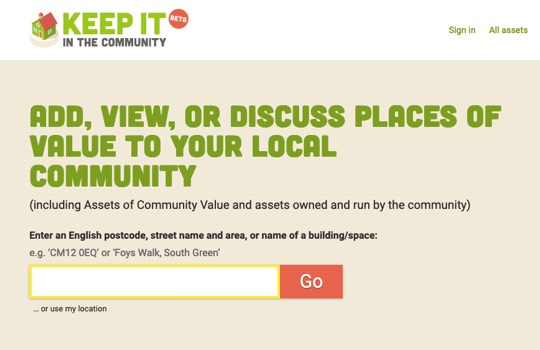 KEEP IT
BETA
IN THE COMMUNITY
Sign in All assets
ADD, VIEW, OR DISCUSS PLACES OF
VALUE TO YOUR LOCAL
COMMUNITY
(including Assets of Community Value and assets owned and run by the community)
Enter an English postcode, street name and area, or name of a building/space:
e.g. ‘CM12 0EQ’ or ‘Foys Walk, South Green’
Go
... or use my location